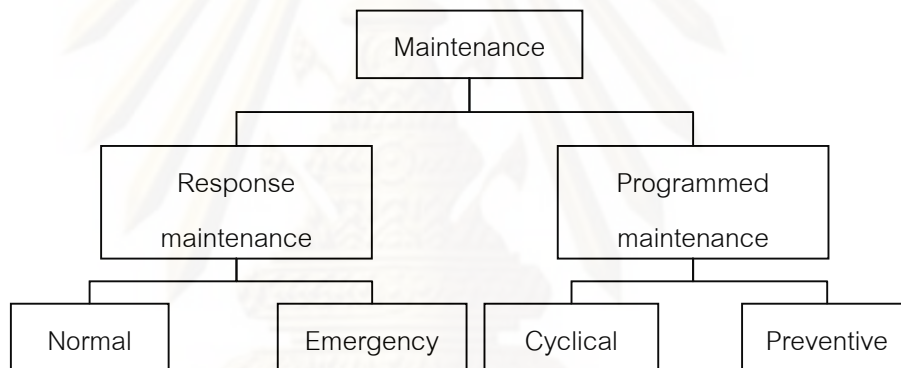 Maintenance
Response
maintenance
Programmed
maintenance
Normal
Emergency
Cyclical
Preventive